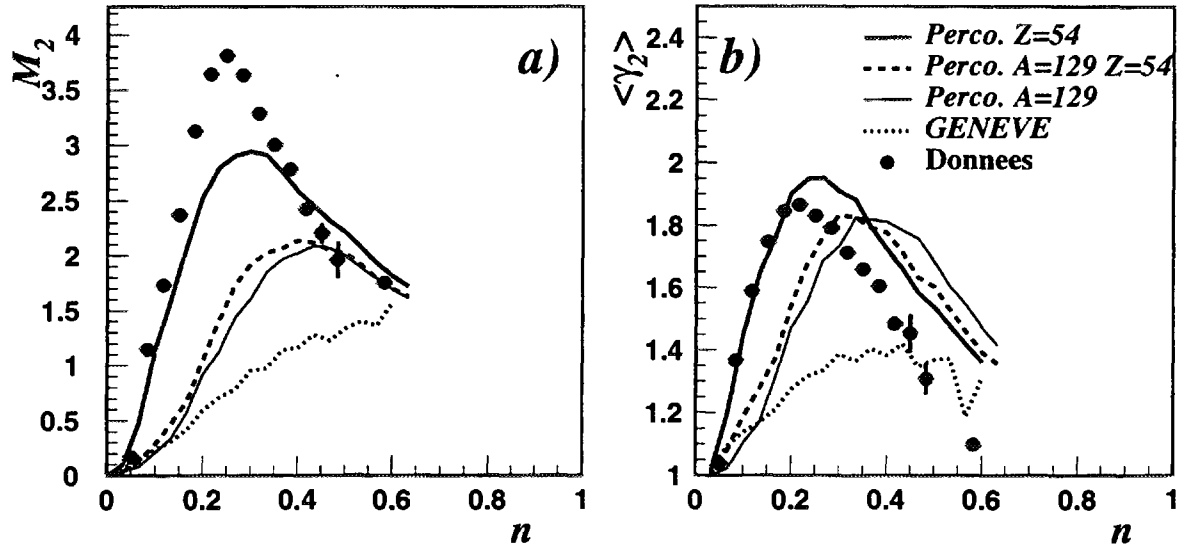 M2
4
3.5
3
2.5
2
1.5
1
0.5
0
0 0.2 0.4 0.6 0.8 1
n
a)
<γ2>
2.4
2.2
2
1.8
1.6
1.4
1.2
1
0 0.2 0.4 0.6 0.8 1
n
b)
Perco. Z=54
Perco. A=129 Z=54
Perco. A=129
GENEVE
Donnees